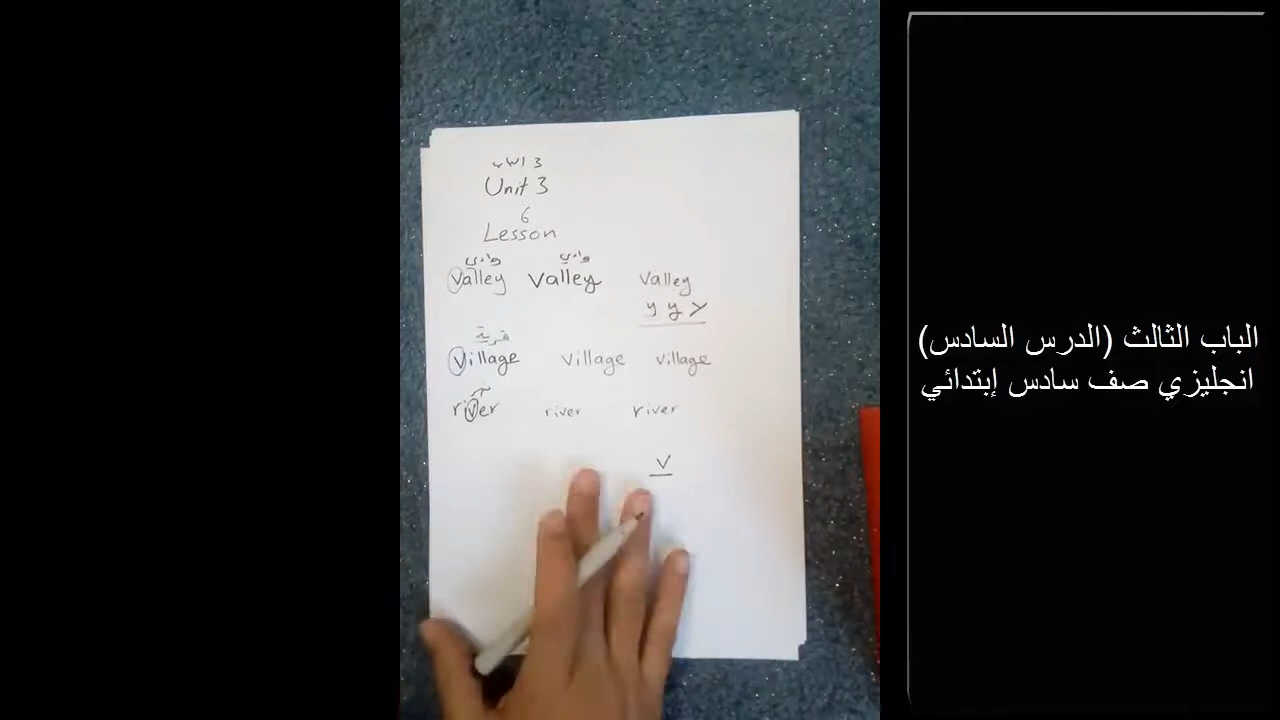 الباب 3
Unit 3
6
Lesson
وادي وادي
Valley Valley Valley
y y y
قرية
Village Village village
نهر
river river river
V
الباب الثالث (الدرس السادس)
انجليزي صف سادس إبتدائي